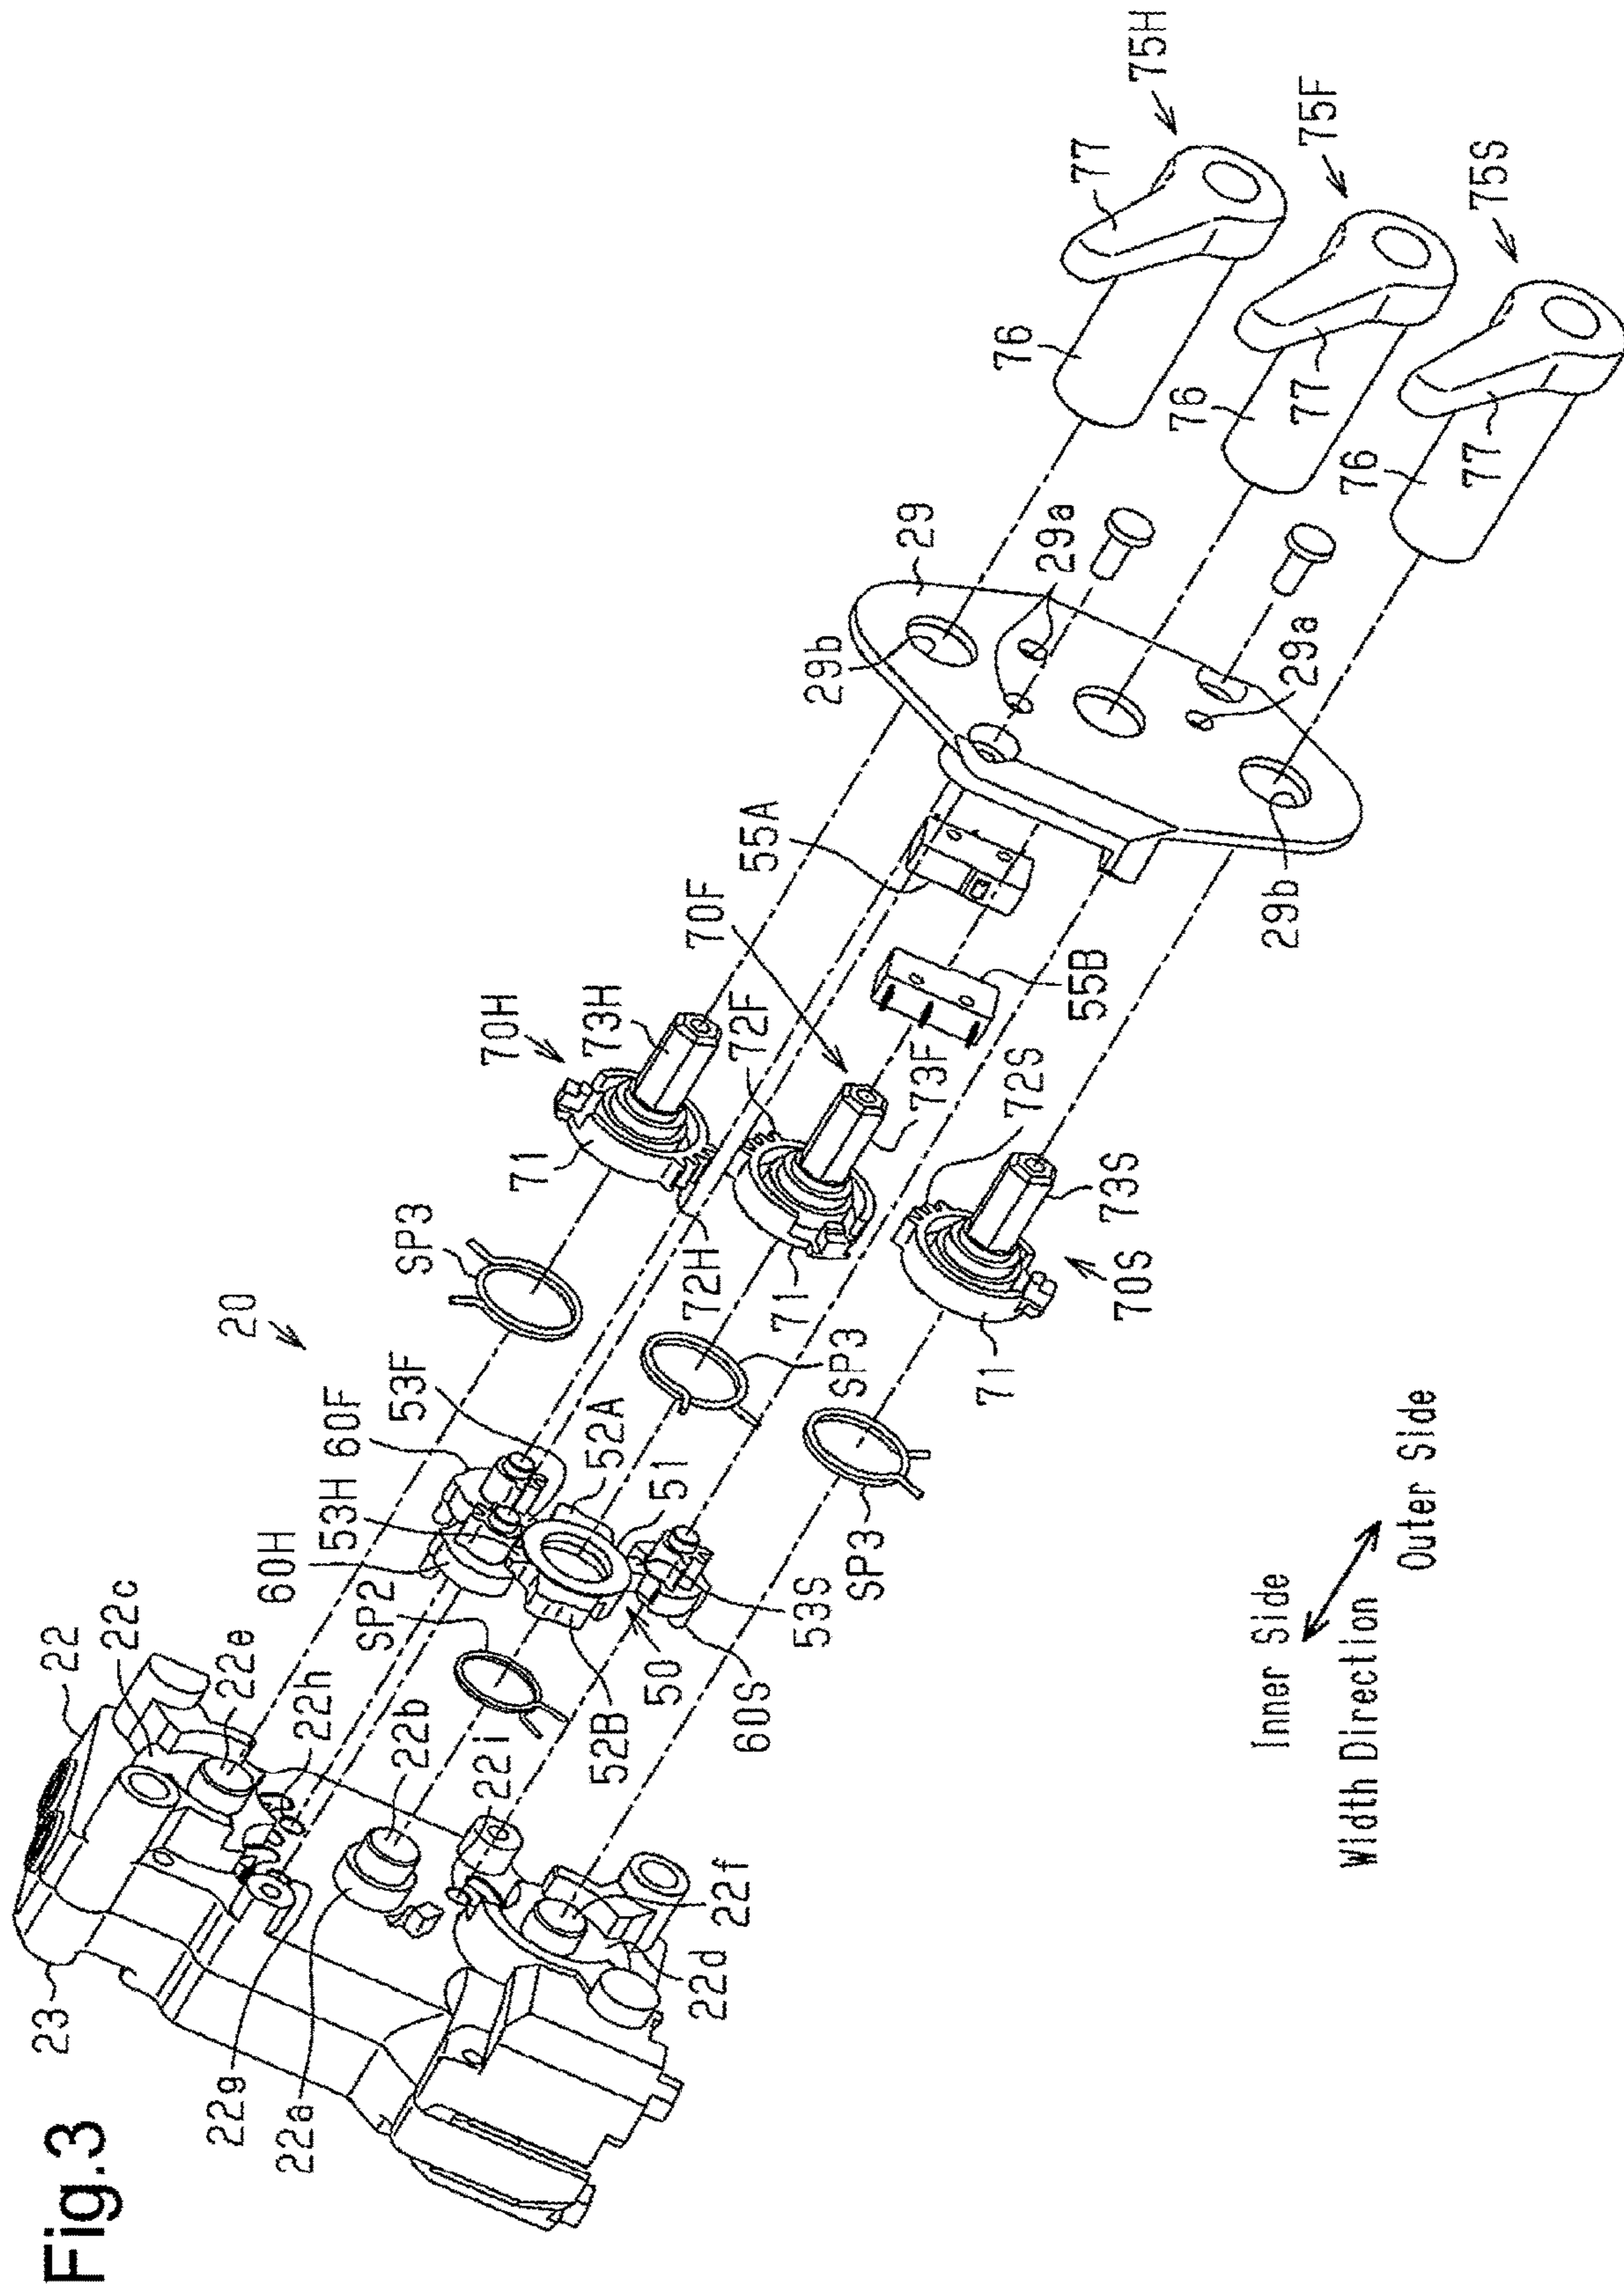 Fig.3
23
22
22c
22g
22e
20
60H
22a
22h
53H
60F
SP2
22b
53F
SP3
22i
70H
71
73H
52B
52A
50
51
22d
22f
72H
70F
72F
60S
55A
71
53S
29b
SP3
SP3
29
73F
71
76
72S
29a
55B
77
70S
73S
75H
76
Inner Side
29b
29a
77
75F
Width Direction
76
Outer Side
77
75S